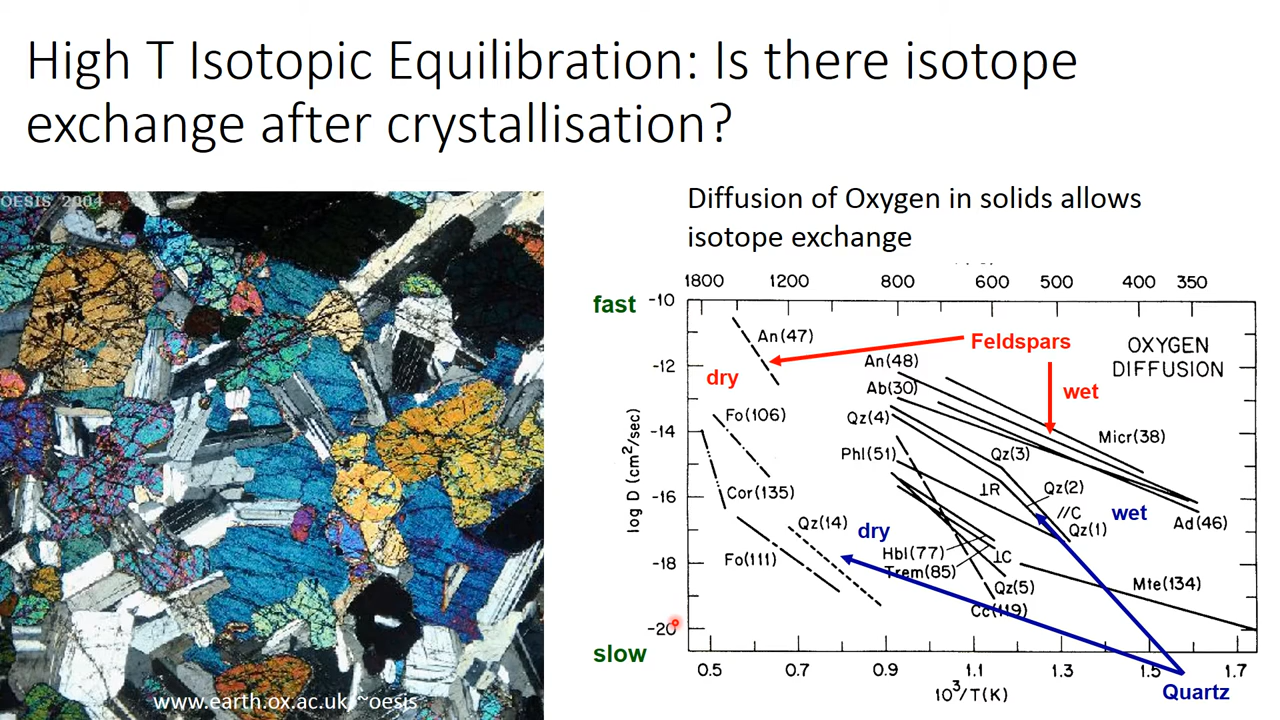 High T Isotopic Equilibration: Is there isotope
exchange after crystallisation?
OESIS 2004
www.earth.ox.ac.uk/~oesis
Diffusion of Oxygen in solids allows
isotope exchange
1800 1200 800 600 500 400 350
fast
-10
-12
-14
-16
-18
-20
slow
log D (cm²/sec)
An(47)
Feldspars
OXYGEN
DIFFUSION
An(48)
dry
Ab(30)
wet
Fo(106)
Qz(4)
Micr(38)
Phl(51)
Qz(3)
Cor(135)
⊥R
Qz(2)
//C
wet
Qz(14)
dry
Qz(1)
Ad(46)
Fo(111)
Hbl(77)
⊥C
Trem(85)
Qz(5)
Mte(134)
Cc(119)
0.5 0.7 0.9 1.1 1.3 1.5 1.7
10³/T(K)
Quartz